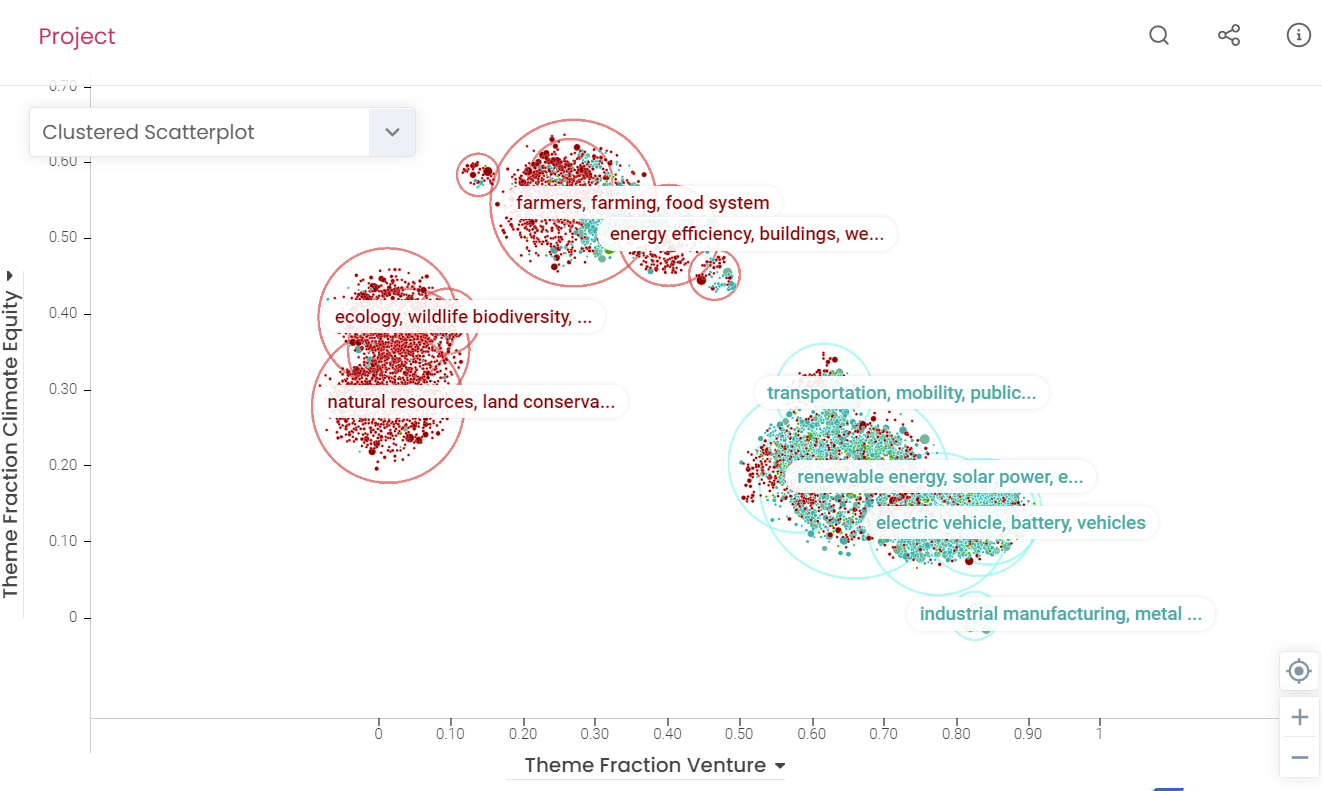 Project
0.70
Clustered Scatterplot
0.60
farmers, farming, food system
0.50
energy efficiency, buildings, we...
0.40
ecology, wildlife biodiversity, ...
0.30
transportation, mobility, public...
natural resources, land conserva...
0.20
renewable energy, solar power, e...
0.10
electric vehicle, battery, vehicles
0
industrial manufacturing, metal ...
Theme Fraction Climate Equity
0 0.10 0.20 0.30 0.40 0.50 0.60 0.70 0.80 0.90 1
Theme Fraction Venture